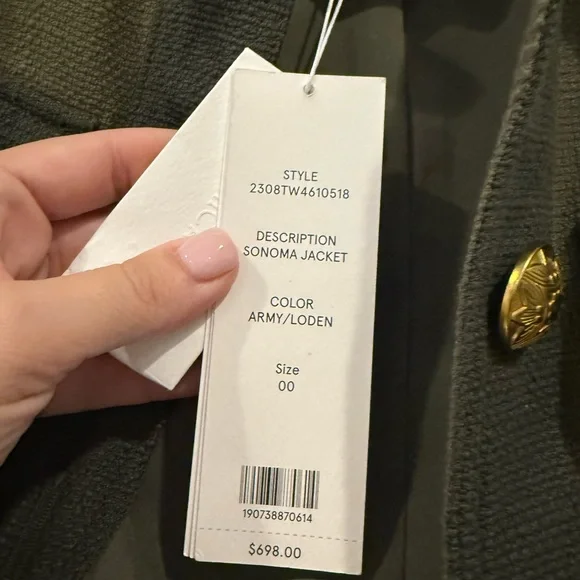 STYLE
2308TW4610518
DESCRIPTION
SONOMA JACKET
COLOR
ARMY/LODEN
Size
00
190738870614
$698.00